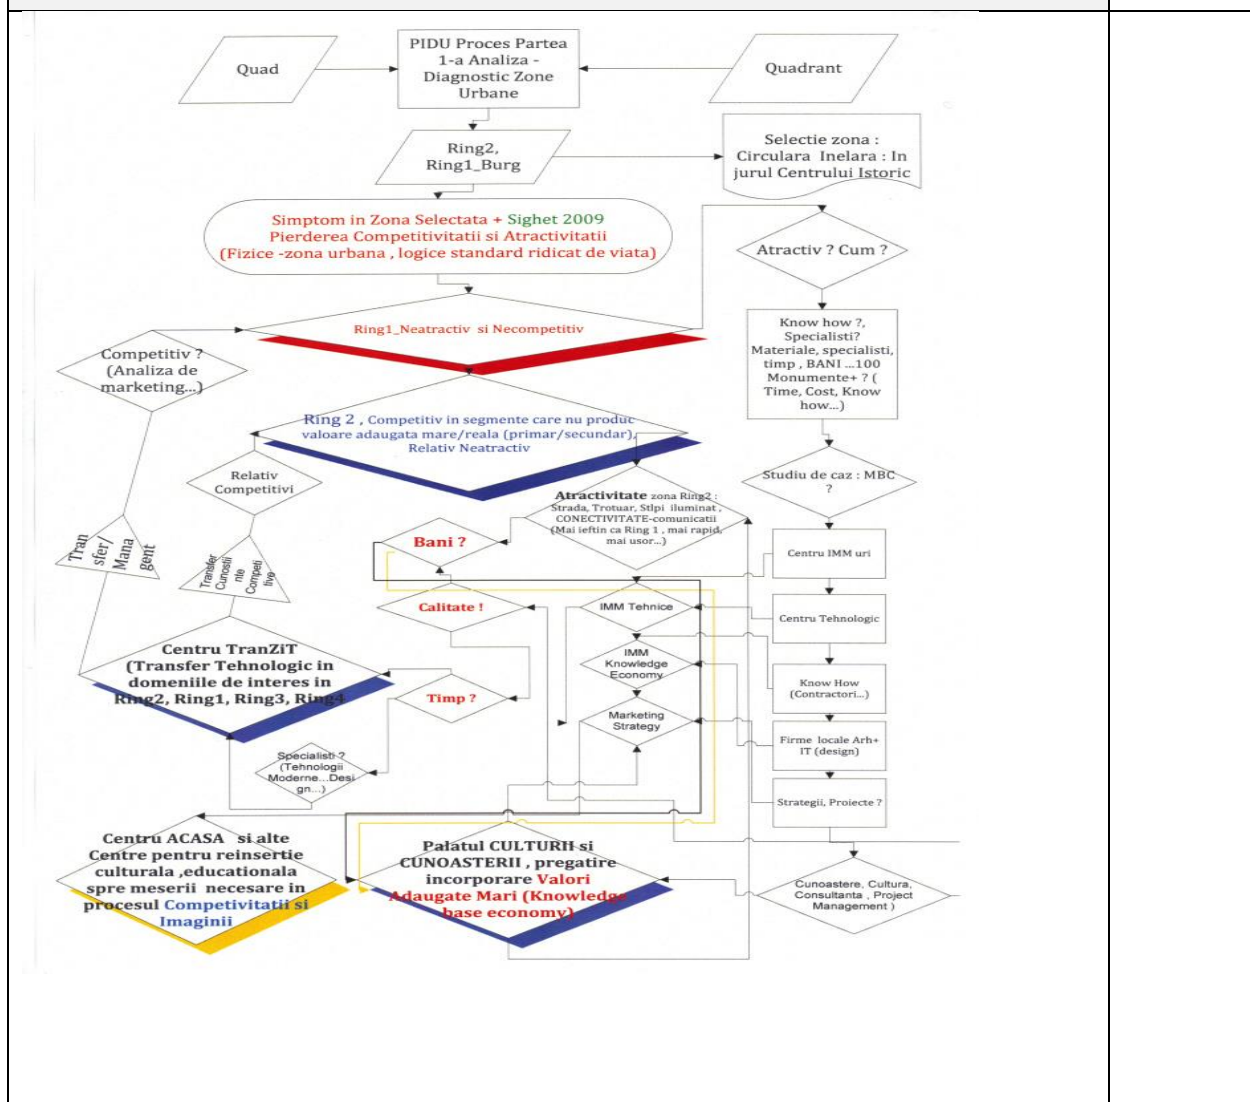 Quad
PIDU Proces Partea
1-a Analiza -
Diagnostic Zone
Urbane
Quadrant
Ring2,
Ring1_Burg
Selectie zona :
Circulara Inelara : In
jurul Centrului Istoric
Simptom in Zona Selectata + Sighet 2009
Pierderea Competitivitatii si Atractivitatii
(Fizice -zona urbana , logice standard ridicat de viata)
Atractiv ? Cum ?
Ring1_Neatractiv si Necompetitiv
Competitiv ?
(Analiza de
marketing...)
Know how ?,
Specialisti?
Materiale, specialisti,
timp , BANI ...100
Monumente+ ? (
Time, Cost, Know
how...)
Ring 2 , Competitiv in segmente care nu produc
valoare adaugata mare/reala (primar/secundar),
Relativ Neatractiv
Relativ
Competitivi
Studiu de caz : MBC
?
Atractivitate zona Ring2 :
Strada, Trotuar, Stlpi iluminat ,
CONECTIVITATE-comunicatii
(Mai ieftin ca Ring 1 , mai rapid,
mai usor...)
Bani ?
Tran
sfer/
Mana
gent
Transfer
Cunostii
nte
Competi
tive
Centru IMM uri
Calitate !
IMM Tehnice
Centru Tehnologic
Centru TranZiT
(Transfer Tehnologic in
domeniile de interes in
Ring2, Ring1, Ring3, Ring4
IMM
Knowledge
Economy
Know How
(Contractori...)
Timp ?
Marketing
Strategy
Firme locale Arh+
IT (design)
Specialisti ?
(Tehnologii
Moderne...Desi
gn...)
Strategii, Proiecte ?
Centru ACASA si alte
Centre pentru reinsertie
culturala ,educationala
spre meserii necesare in
procesul Competivitatii si
Imaginii
Palatul CULTURII si
CUNOASTERII , pregatire
incorporare Valori
Adaugate Mari (Knowledge
base economy)
Cunoastere, Cultura,
Consultanta , Project
Management )